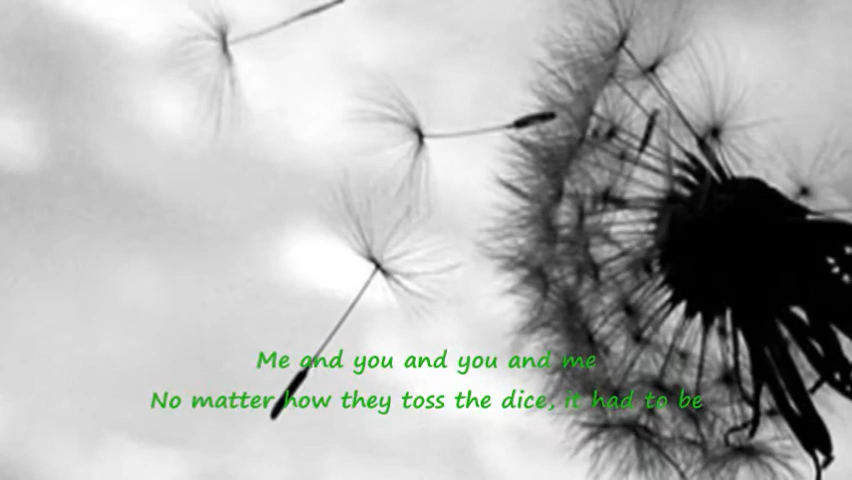 Me and you and you and me
No matter how they toss the dice, it had to be